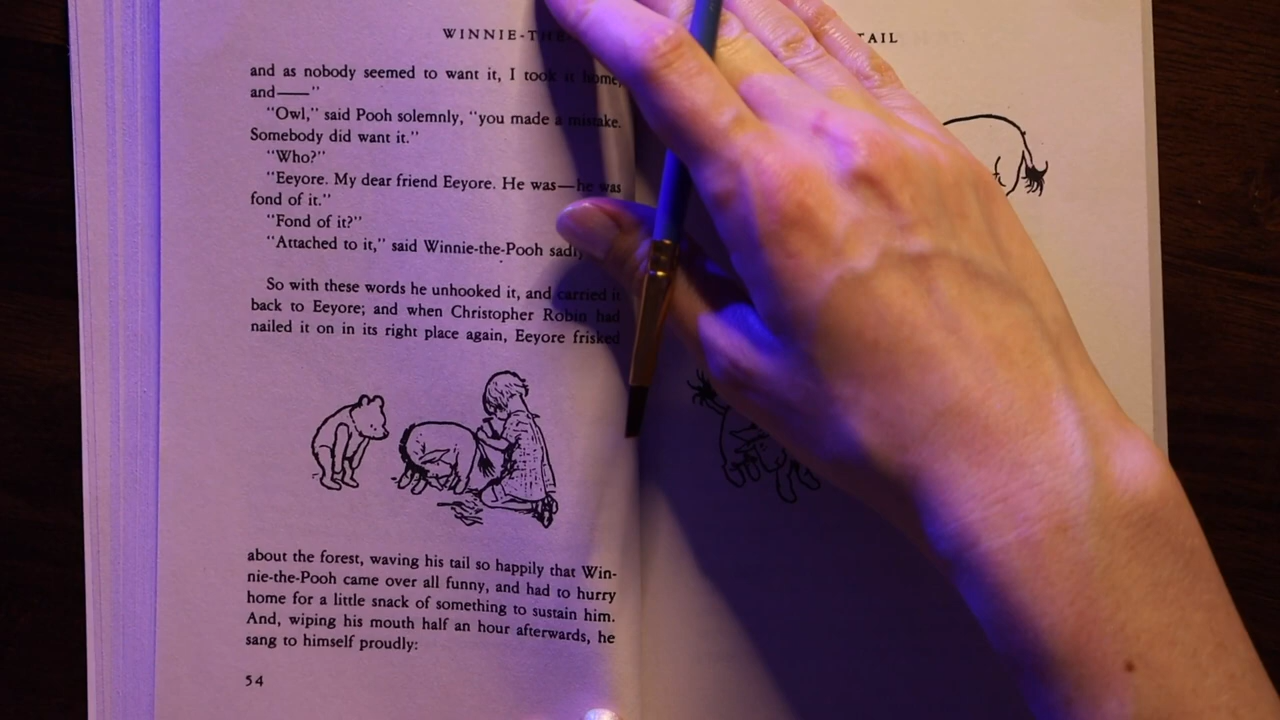 WINNIE-THE-
TAIL
and as nobody seemed to want it, I took it home,
and——"
"Owl," said Pooh solemnly, "you made a mistake.
Somebody did want it."
"Who?"
"Eeyore. My dear friend Eeyore. He was—he was
fond of it."
"Fond of it?"
"Attached to it," said Winnie-the-Pooh sadly
So with these words he unhooked it, and carried it
back to Eeyore; and when Christopher Robin had
nailed it on in its right place again, Eeyore frisked
about the forest, waving his tail so happily that Win-
nie-the-Pooh came over all funny, and had to hurry
home for a little snack of something to sustain him.
And, wiping his mouth half an hour afterwards, he
sang to himself proudly:
54